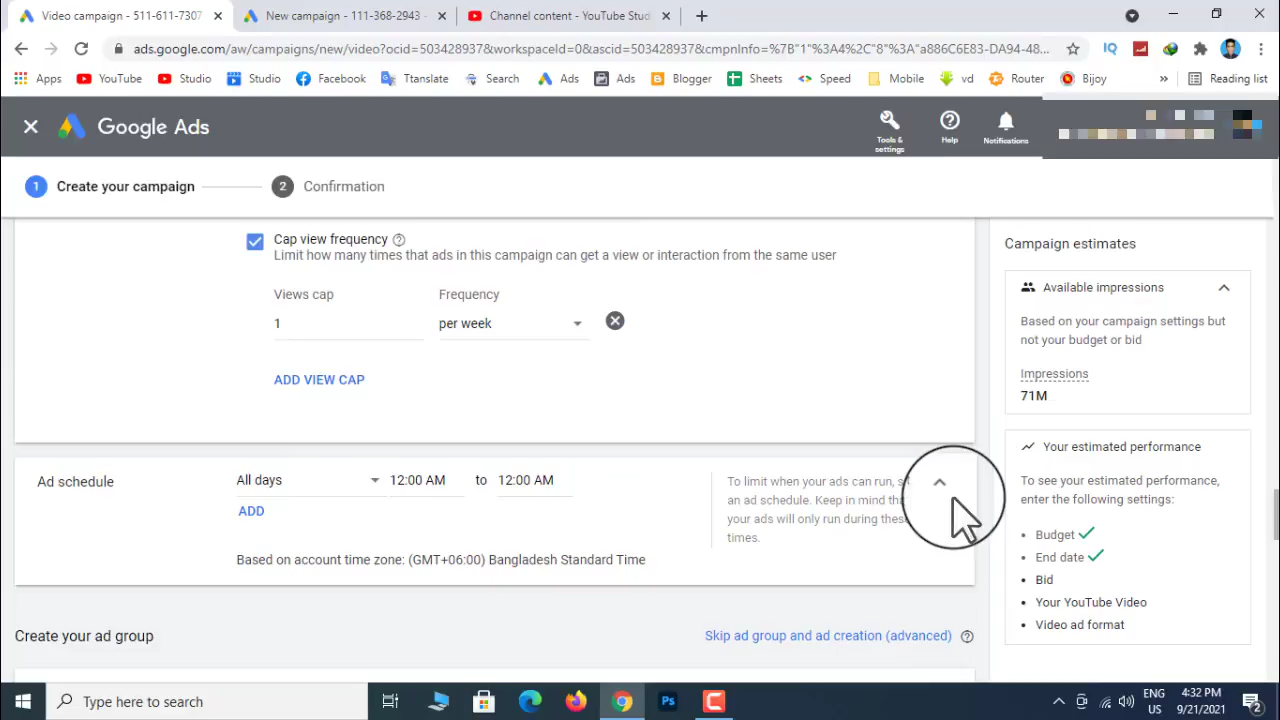 Video campaign - 511-611-7307
New campaign - 111-368-2943
Channel content - YouTube Stud
ads.google.com/aw/campaigns/new/video?ocid=503428937&workspaceId=0&ascid=503428937&cmpnInfo=%7B"1"%3A4%2C"8"%3A"a886C6E83-DA94-48...
IQ
Apps YouTube Studio Studio Facebook Translate Search Ads Ads Blogger Sheets Speed Mobile vd Router Bijoy » Reading list
Google Ads
Tools & settings
Help
Notifications
1 Create your campaign
2 Confirmation
Cap view frequency
Limit how many times that ads in this campaign can get a view or interaction from the same user
Views cap Frequency
1 per week
ADD VIEW CAP
Ad schedule
All days 12:00 AM to 12:00 AM
ADD
Based on account time zone: (GMT+06:00) Bangladesh Standard Time
To limit when your ads can run, s
an ad schedule. Keep in mind tha
your ads will only run during these
times.
Create your ad group
Skip ad group and ad creation (advanced)
Campaign estimates
Available impressions
Based on your campaign settings but
not your budget or bid
Impressions
71M
Your estimated performance
To see your estimated performance,
enter the following settings:
• Budget
• End date
• Bid
• Your YouTube Video
• Video ad format
Type here to search
Ps
C
ENG
US
4:32 PM
9/21/2021
2